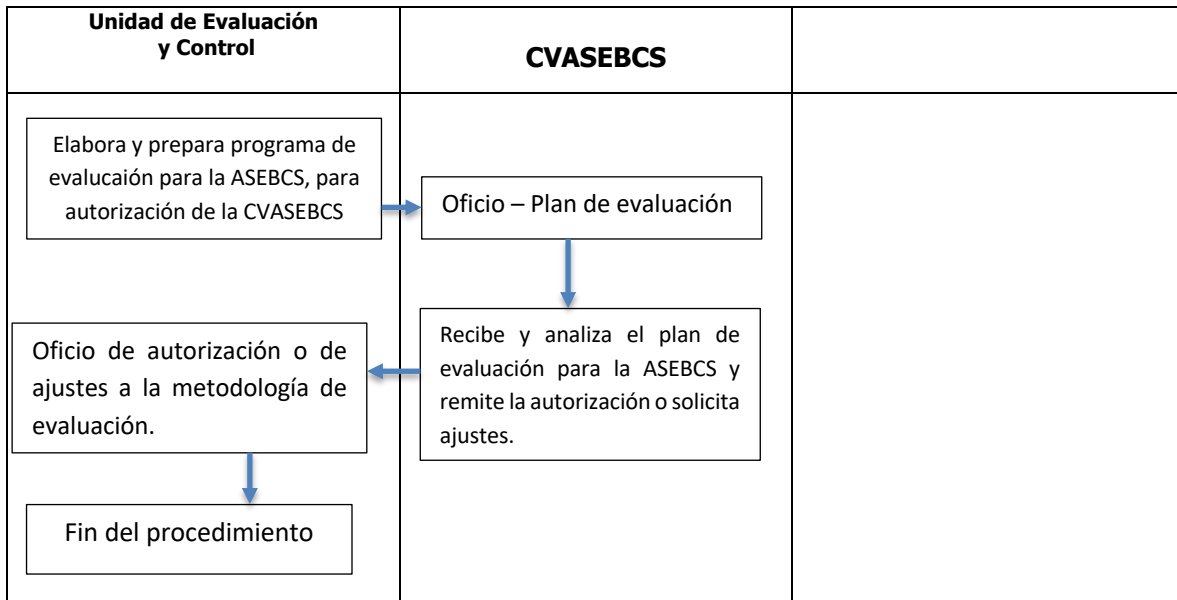 Unidad de Evaluación
y Control
CVASEBCS
Elabora y prepara programa de
evalucaión para la ASEBCS, para
autorización de la CVASEBCS
Oficio – Plan de evaluación
Recibe y analiza el plan de
evaluación para la ASEBCS y
remite la autorización o solicita
ajustes.
Oficio de autorización o de
ajustes a la metodología de
evaluación.
Fin del procedimiento